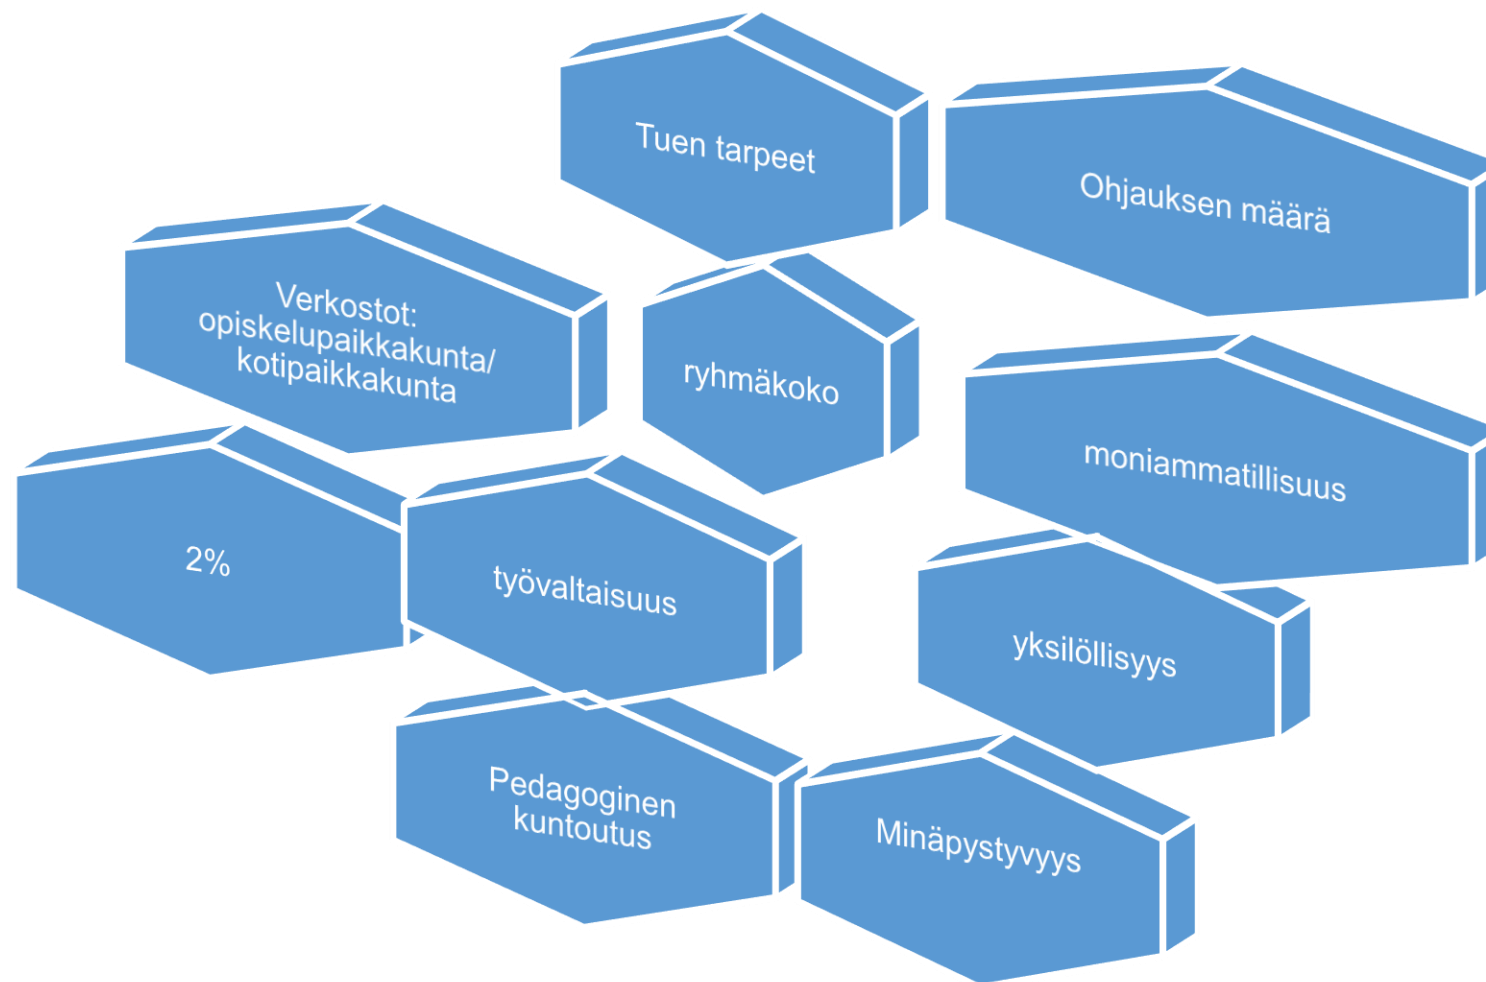 Tuen tarpeet
Ohjauksen määrä
Verkostot:
opiskelupaikkakunta/
kotipaikkakunta
ryhmäkoko
moniammatillisuus
2%
työvaltaisuus
yksilöllisyys
Pedagoginen
kuntoutus
Minäpystyvyys